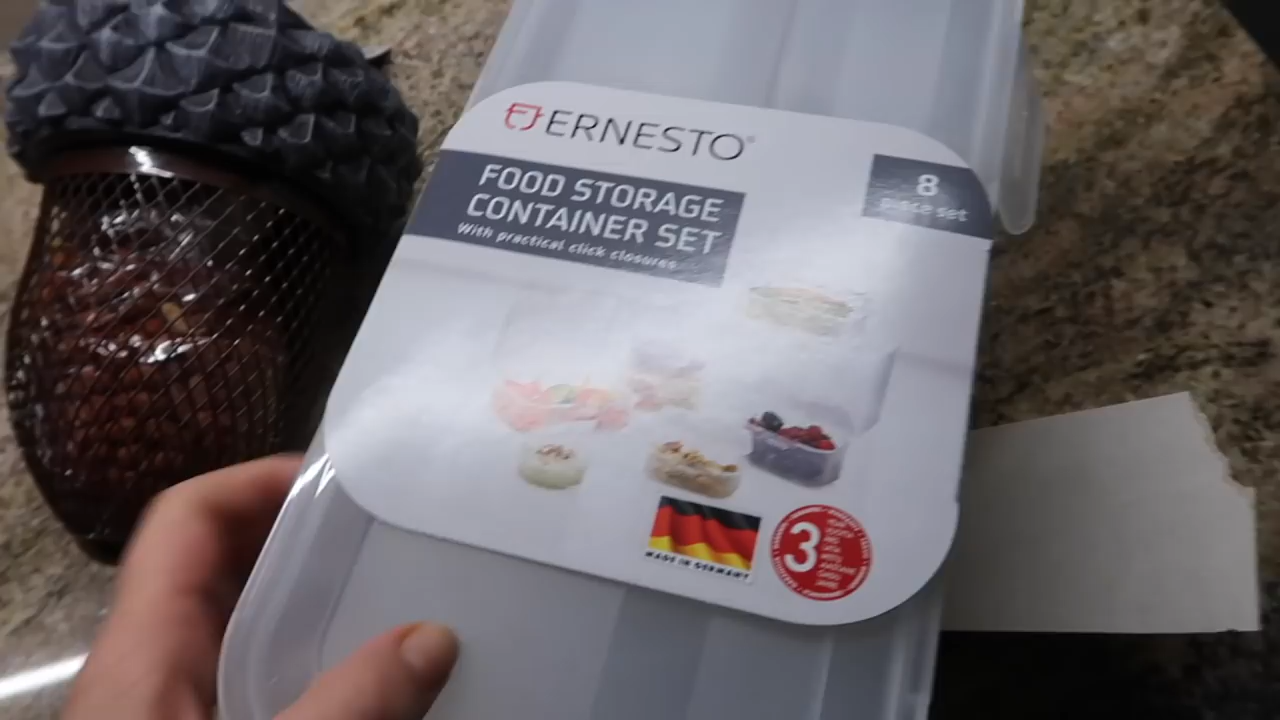 ERNESTO®
FOOD STORAGE
CONTAINER SET
With practical click closures
8
piece set
MADE IN GERMANY
3